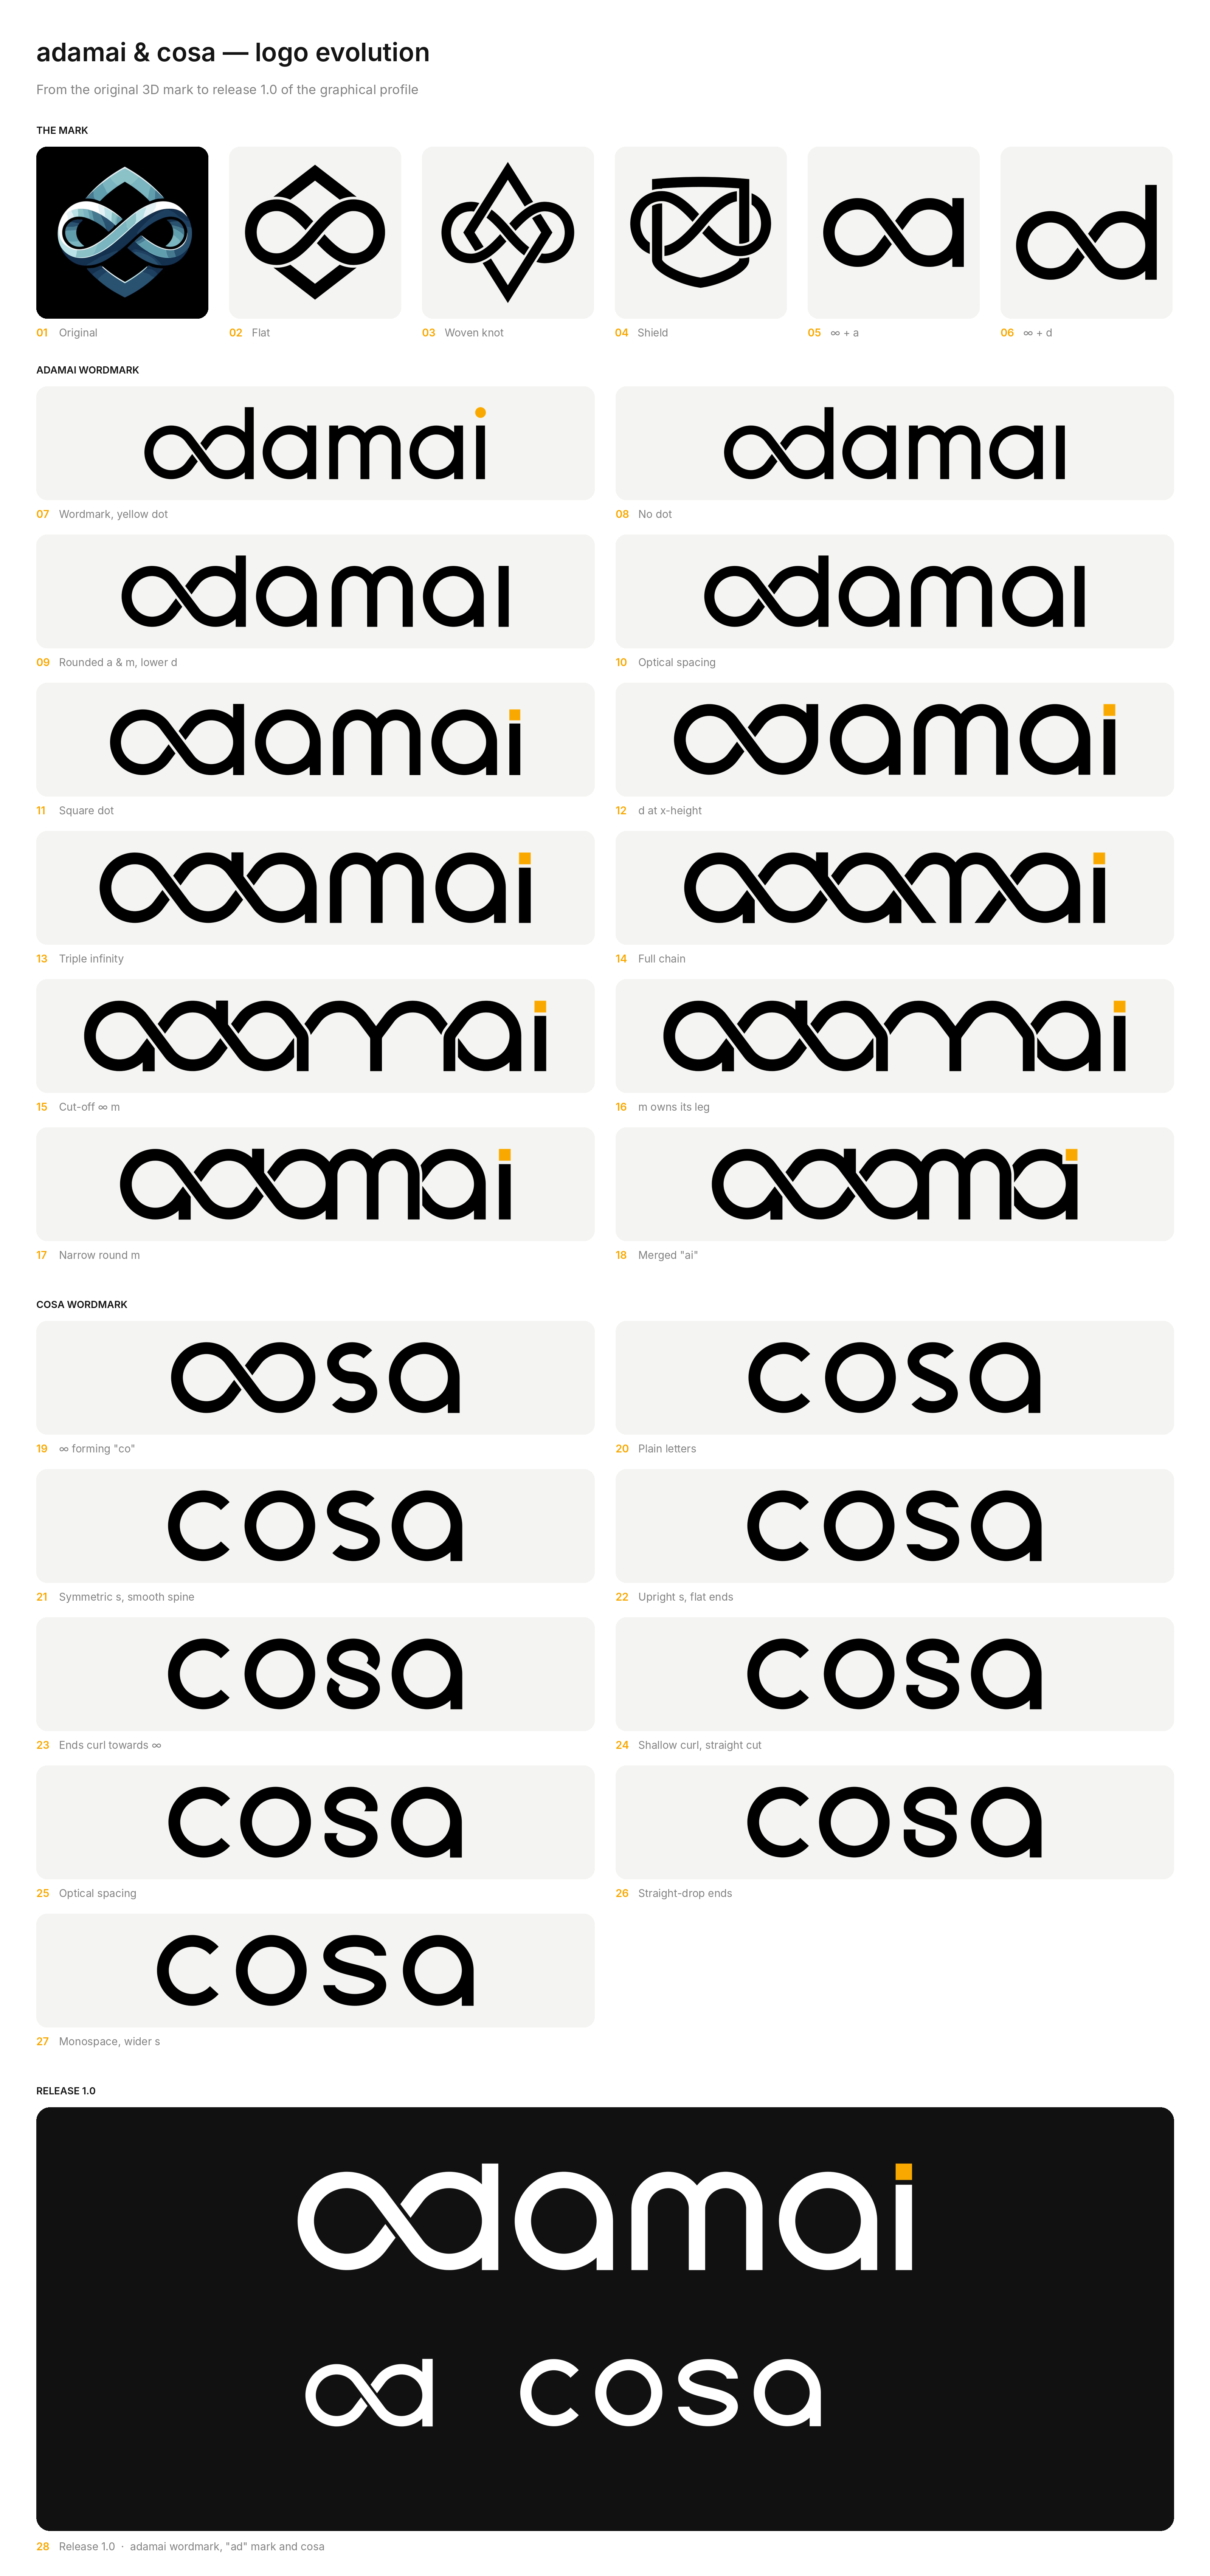 adamai & cosa — logo evolution
From the original 3D mark to release 1.0 of the graphical profile
THE MARK
a
d
01 Original
02 Flat
03 Woven knot
04 Shield
05 ∞ + a
06 ∞ + d
ADAMAI WORDMARK
adamai
adamaı
07 Wordmark, yellow dot
08 No dot
adamaı
adamaı
09 Rounded a & m, lower d
10 Optical spacing
adamai
adamai
11 Square dot
12 d at x-height
adamai
adamai
13 Triple infinity
14 Full chain
adamai
adamai
15 Cut-off ∞ m
16 m owns its leg
adamai
adamai
17 Narrow round m
18 Merged "ai"
COSA WORDMARK
cosa
cosa
19 ∞ forming "co"
20 Plain letters
cosa
cosa
21 Symmetric s, smooth spine
22 Upright s, flat ends
cosa
cosa
23 Ends curl towards ∞
24 Shallow curl, straight cut
cosa
cosa
25 Optical spacing
26 Straight-drop ends
cosa
27 Monospace, wider s
RELEASE 1.0
adamai
ad cosa
28 Release 1.0 · adamai wordmark, "ad" mark and cosa